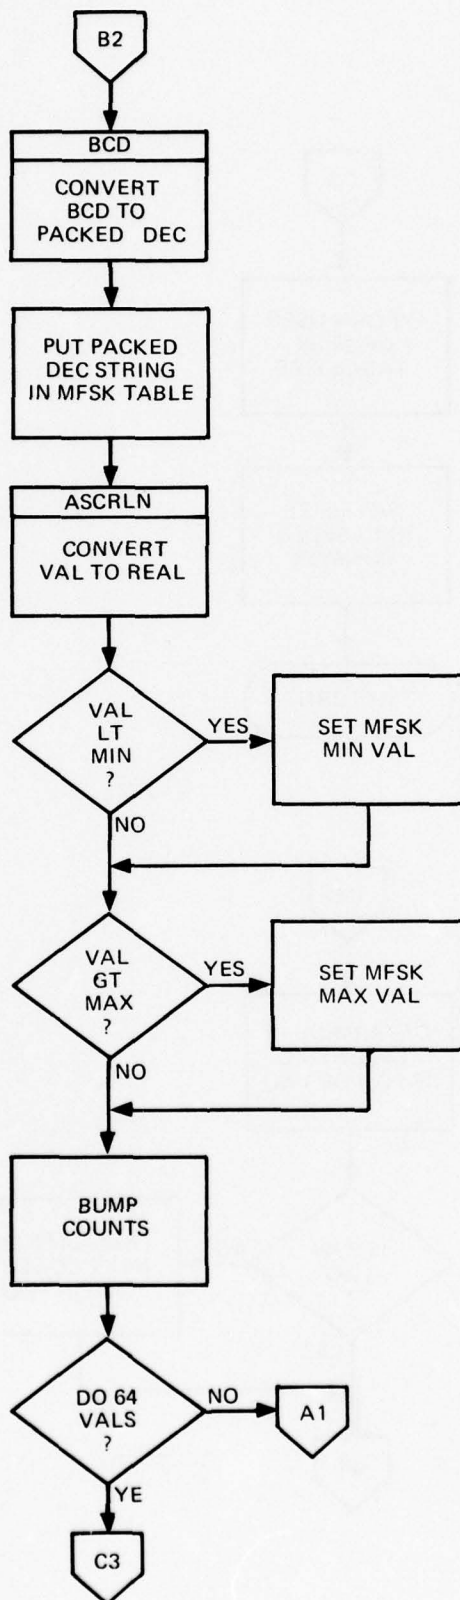 B2
BCD
CONVERT
BCD TO
PACKED DEC
PUT PACKED
DEC STRING
IN MFSK TABLE
ASCRLN
CONVERT
VAL TO REAL
VAL
LT
MIN
?
YES
SET MFSK
MIN VAL
NO
VAL
GT
MAX
?
YES
SET MFSK
MAX VAL
NO
BUMP
COUNTS
DO 64
VALS
?
NO
A1
YE
C3